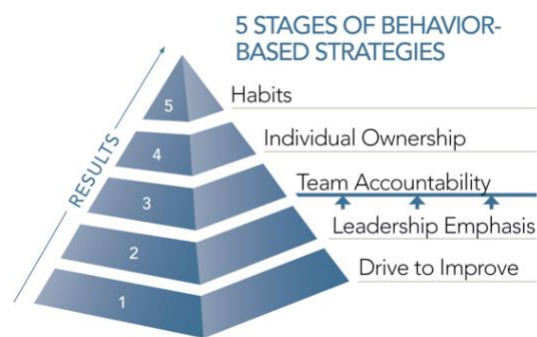 5 STAGES OF BEHAVIOR-
BASED STRATEGIES
5
Habits
4
Individual Ownership
RESULTS
3
Team Accountability
2
Leadership Emphasis
1
Drive to Improve